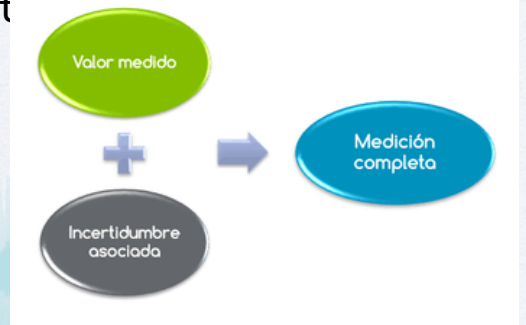 t
Valor medido
Medición
completa
Incertidumbre
asociada